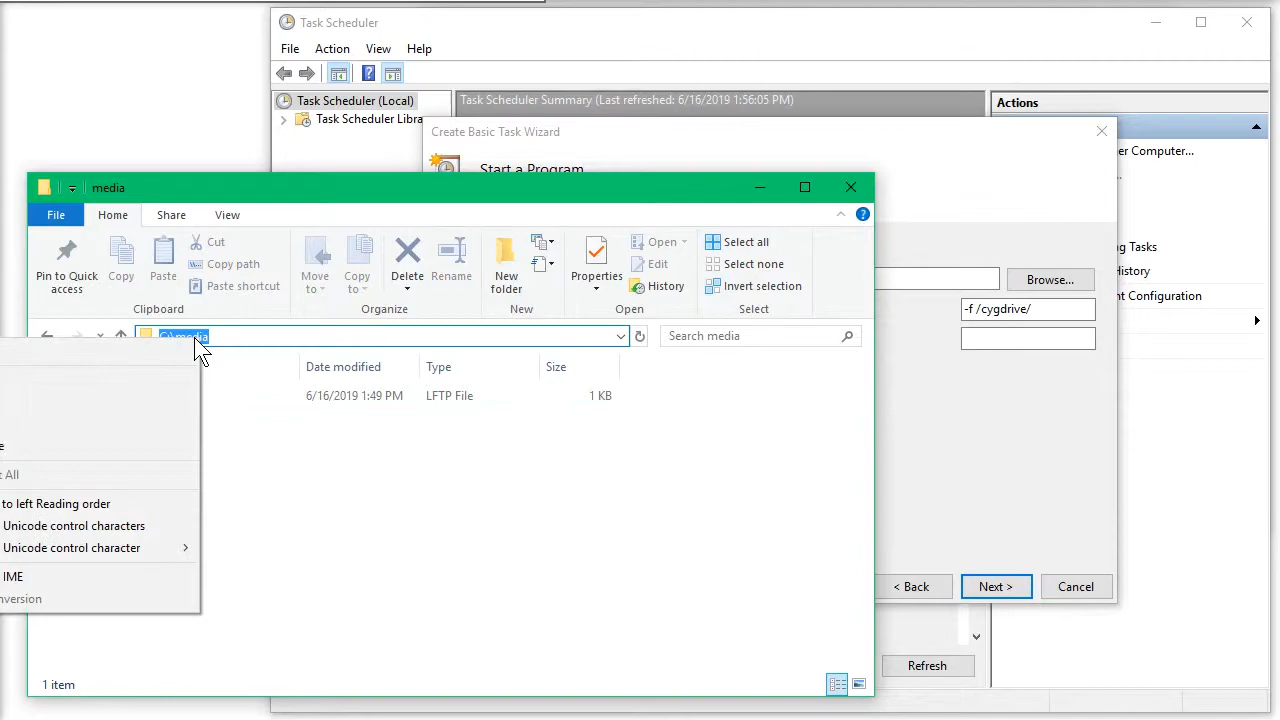 Task Scheduler
File Action View Help
Task Scheduler (Local)
Task Scheduler Libra
Task Scheduler Summary (Last refreshed: 6/16/2019 1:56:05 PM)
Actions
er Computer...
ng Tasks
History
nt Configuration
Create Basic Task Wizard
Start a Program
Browse...
-f /cygdrive/
< Back
Next >
Cancel
Refresh
media
File Home Share View
Pin to Quick access
Copy
Paste
Cut
Copy path
Paste shortcut
Clipboard
Move to
Copy to
Delete
Rename
Organize
New folder
New
Properties
Open
Edit
History
Open
Select all
Select none
Invert selection
Select
C:\media
Search media
Date modified Type Size
6/16/2019 1:49 PM LFTP File 1 KB
e
t All
to left Reading order
Unicode control characters
Unicode control character
IME
nversion
1 item